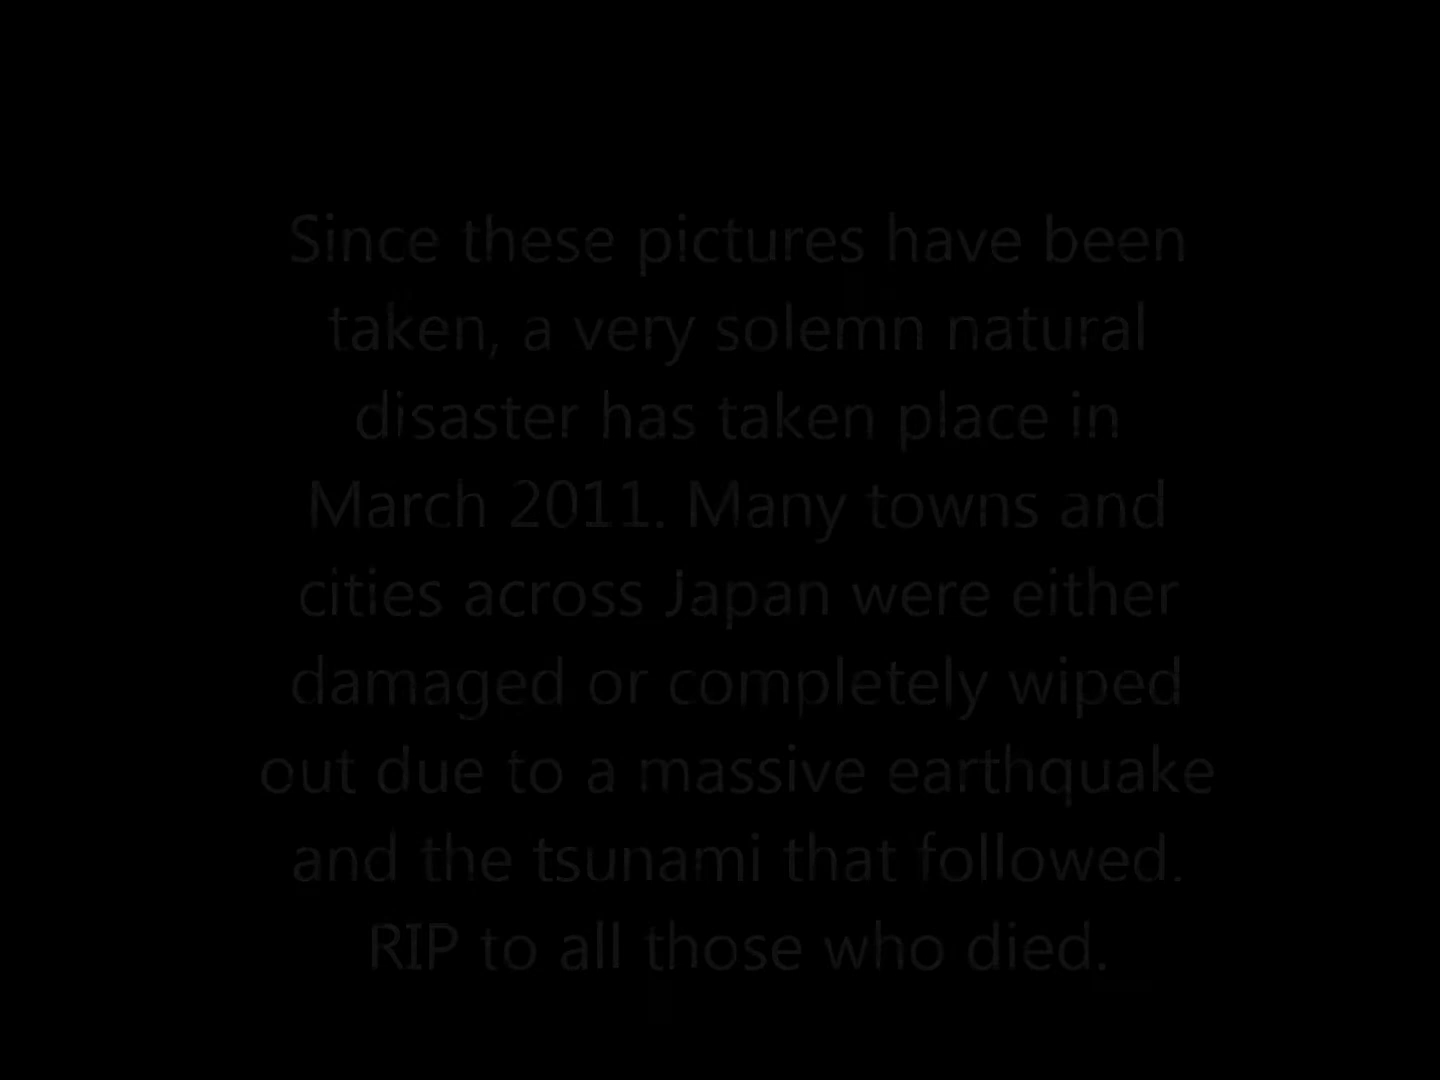 Since these pictures have been
taken, a very solemn natural
disaster has taken place in
March 2011. Many towns and
cities across Japan were either
damaged or completely wiped
out due to a massive earthquake
and the tsunami that followed.
RIP to all those who died.